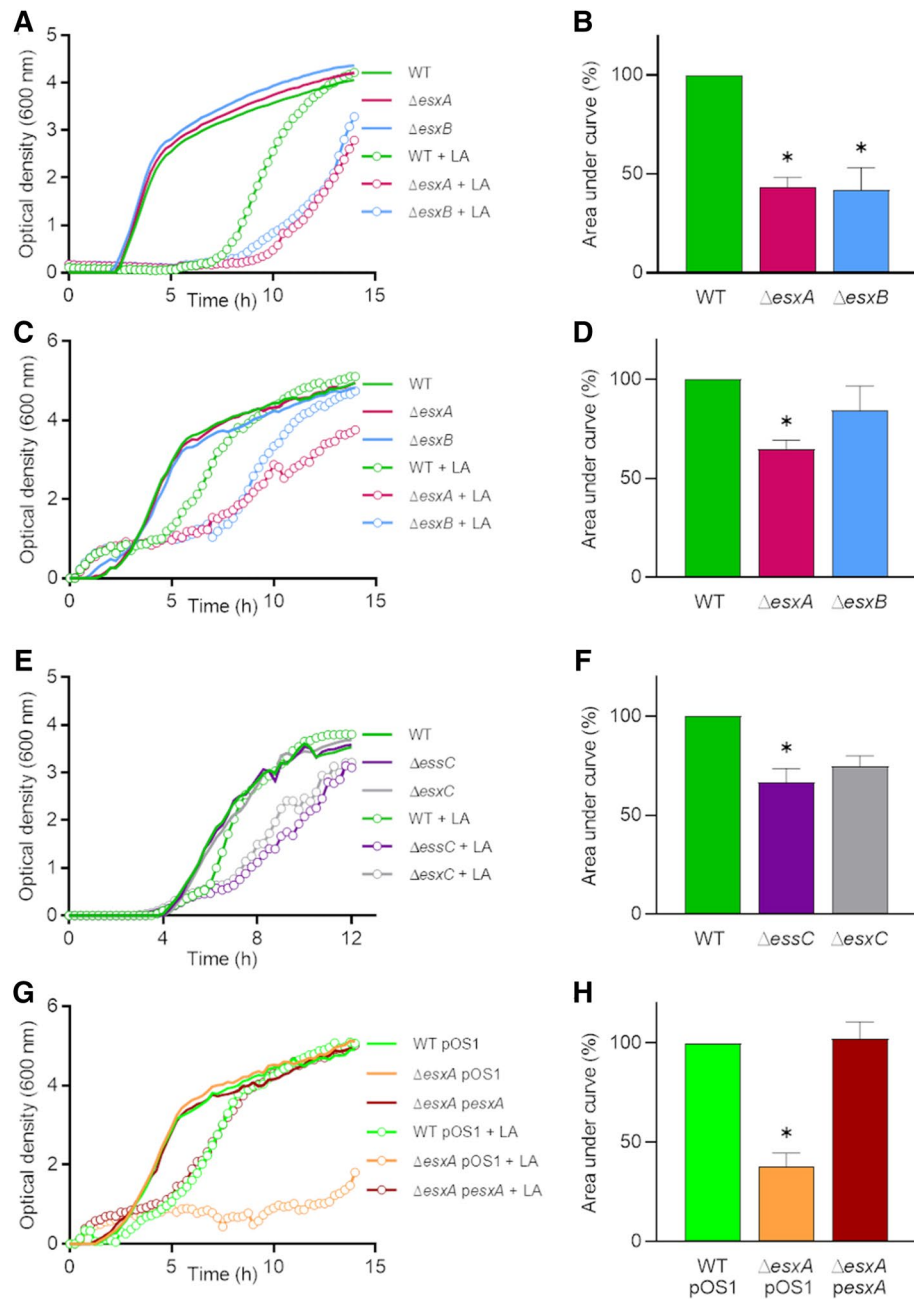 A
Optical density (600 nm)
5
4
3
2
1
0
0
5
10
15
Time (h)
WT
ΔesxA
ΔesxB
WT + LA
ΔesxA + LA
ΔesxB + LA
B
Area under curve (%)
100
50
0
*
*
WT
ΔesxA
ΔesxB
C
Optical density (600 nm)
6
4
2
0
0
5
10
15
Time (h)
WT
ΔesxA
ΔesxB
WT + LA
ΔesxA + LA
ΔesxB + LA
D
Area under curve (%)
100
50
0
*
WT
ΔesxA
ΔesxB
E
Optical density (600 nm)
5
4
3
2
1
0
0
4
8
12
Time (h)
WT
ΔessC
ΔesxC
WT + LA
ΔessC + LA
ΔesxC + LA
F
Area under curve (%)
100
50
0
*
WT
ΔessC
ΔesxC
G
Optical density (600 nm)
6
4
2
0
0
5
10
15
Time (h)
WT pOS1
ΔesxA pOS1
ΔesxA pesxA
WT pOS1 + LA
ΔesxA pOS1 + LA
ΔesxA pesxA + LA
H
Area under curve (%)
100
50
0
*
WT
pOS1
ΔesxA
pOS1
ΔesxA
pesxA